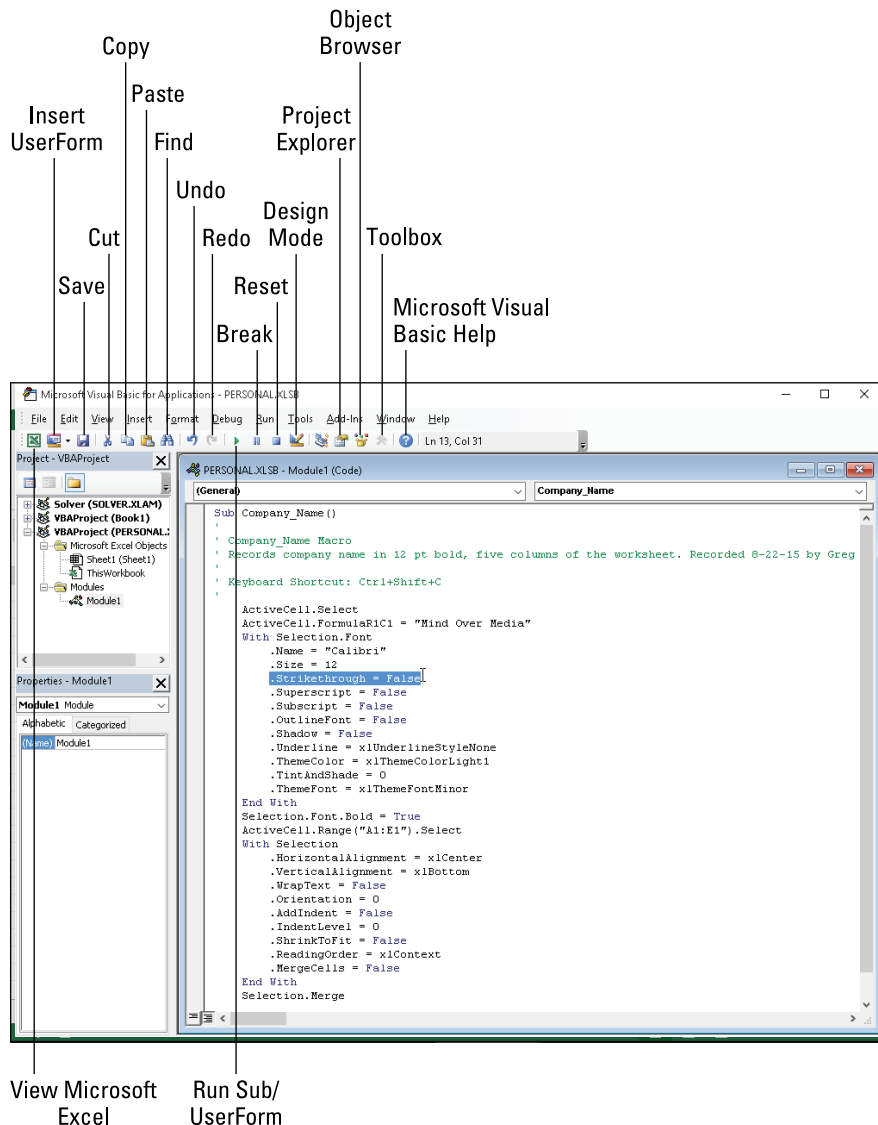 Object
Browser
Copy
Paste
Insert
UserForm
Project
Explorer
Find
Undo
Design
Mode
Cut
Redo
Toolbox
Save
Reset
Microsoft Visual
Basic Help
Break
Microsoft Visual Basic for Applications - PERSONAL.XLSB
File Edit View Insert Format Debug Run Tools Add-Ins Window Help
Ln 13, Col 31
Project - VBAProject
Solver (SOLVER.XLAM)
VBAProject (Book1)
VBAProject (PERSONAL.
Microsoft Excel Objects
Sheet1 (Sheet1)
ThisWorkbook
Modules
Module1
Properties - Module1
Module1 Module
Alphabetic Categorized
(Name) Module1
PERSONAL.XLSB - Module1 (Code)
(General) Company_Name
Sub Company_Name()
'
' Company_Name Macro
' Records company name in 12 pt bold, five columns of the worksheet. Recorded 8-22-15 by Greg
'
' Keyboard Shortcut: Ctrl+Shift+C
'
ActiveCell.Select
ActiveCell.FormulaR1C1 = "Mind Over Media"
With Selection.Font
.Name = "Calibri"
.Size = 12
.Strikethrough = False
.Superscript = False
.Subscript = False
.OutlineFont = False
.Shadow = False
.Underline = xlUnderlineStyleNone
.ThemeColor = xlThemeColorLight1
.TintAndShade = 0
.ThemeFont = xlThemeFontMinor
End With
Selection.Font.Bold = True
ActiveCell.Range("A1:E1").Select
With Selection
.HorizontalAlignment = xlCenter
.VerticalAlignment = xlBottom
.WrapText = False
.Orientation = 0
.AddIndent = False
.IndentLevel = 0
.ShrinkToFit = False
.ReadingOrder = xlContext
.MergeCells = False
End With
Selection.Merge
View Microsoft
Excel
Run Sub/
UserForm